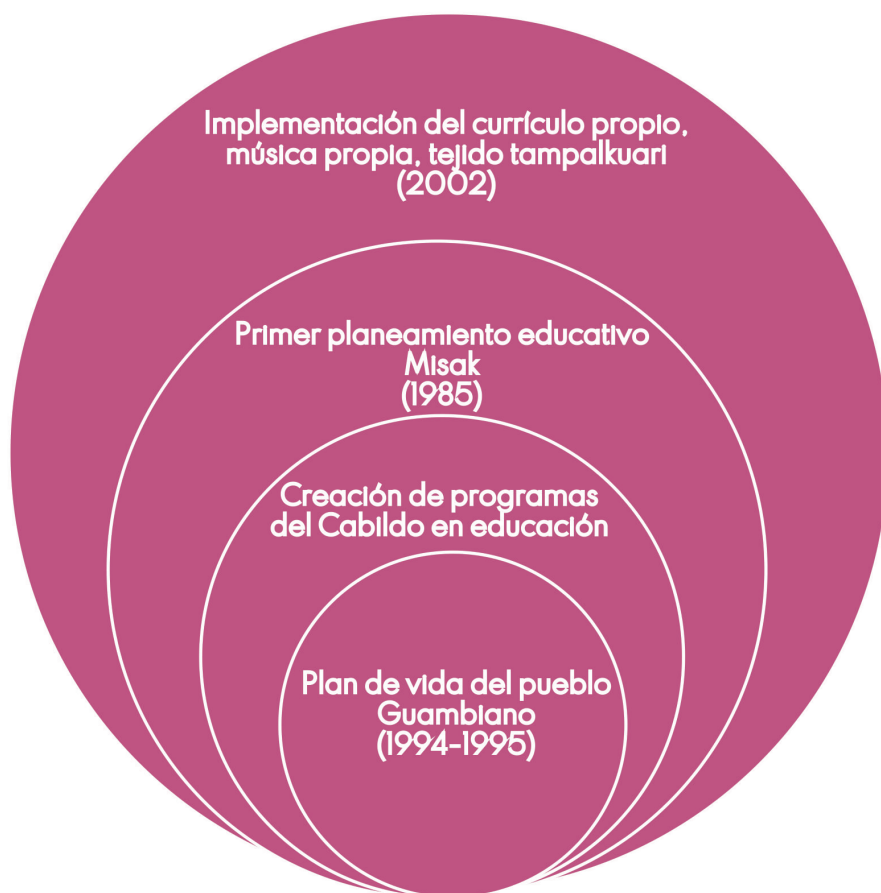 Implementación del currículo propio,
música propia, tejido tampalkuari
(2002)
Primer planeamiento educativo
Misak
(1985)
Creación de programas
del Cabildo en educación
Plan de vida del pueblo
Guambiano
(1994-1995)